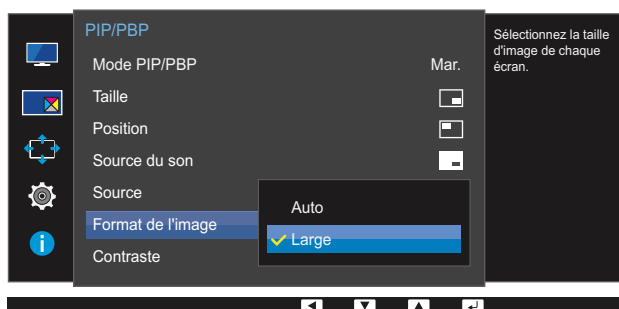 PIP/PBP
Mode PIP/PBP Mar.
Taille
Position
Source du son
Source
Format de l'image
Contraste
Auto
Large
Sélectionnez la taille
d'image de chaque
écran.